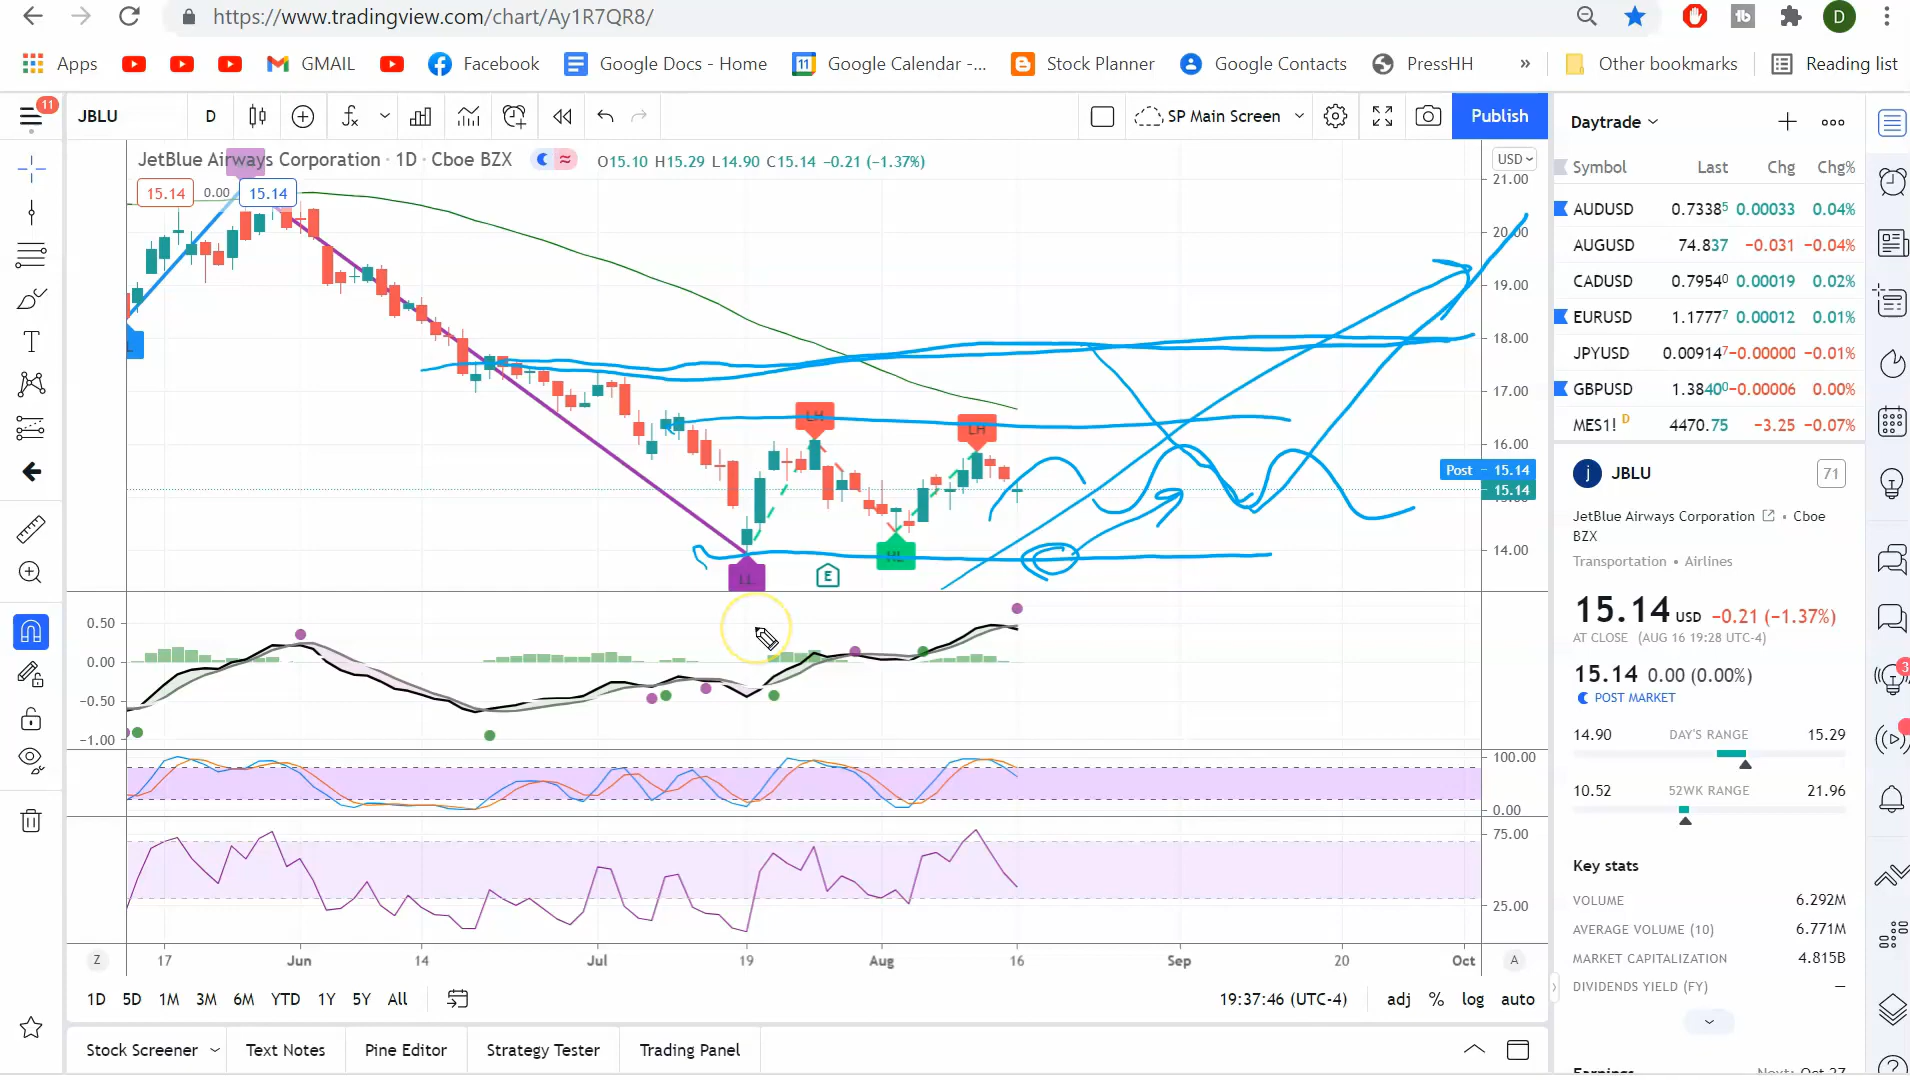 https://www.tradingview.com/chart/Ay1R7QR8/
D
Apps
GMAIL
Facebook
Google Docs - Home
Google Calendar -...
Stock Planner
Google Contacts
PressHH
»
Other bookmarks
Reading list
11
JBLU
D
SP Main Screen
Publish
Daytrade
JetBlue Airways Corporation · 1D · Cboe BZX
O15.10 H15.29 L14.90 C15.14 −0.21 (−1.37%)
USD
15.14 0.00 15.14
Symbol Last Chg Chg%
AUDUSD 0.73385 0.00033 0.04%
AUGUSD 74.837 −0.031 −0.04%
CADUSD 0.79540 0.00019 0.02%
EURUSD 1.17777 0.00012 0.01%
JPYUSD 0.009147 −0.00000 −0.01%
GBPUSD 1.38400 −0.00006 0.00%
MES1! D 4470.75 −3.25 −0.07%
21.00
20.00
19.00
18.00
17.00
16.00
Post 15.14
15.14
14.00
LH
LH
L
LL
E
HL
JBLU
71
JetBlue Airways Corporation • Cboe
BZX
Transportation • Airlines
15.14 USD −0.21 (−1.37%)
AT CLOSE (AUG 16 19:28 UTC-4)
15.14 0.00 (0.00%)
POST MARKET
14.90 DAY'S RANGE 15.29
10.52 52WK RANGE 21.96
Key stats
VOLUME 6.292M
AVERAGE VOLUME (10) 6.771M
MARKET CAPITALIZATION 4.815B
DIVIDENDS YIELD (FY) —
0.50
0.00
−0.50
−1.00
100.00
0.00
75.00
25.00
Z 17 Jun 14 Jul 19 Aug 16 Sep 20 Oct A
1D 5D 1M 3M 6M YTD 1Y 5Y All
19:37:46 (UTC-4) adj % log auto
Stock Screener Text Notes Pine Editor Strategy Tester Trading Panel